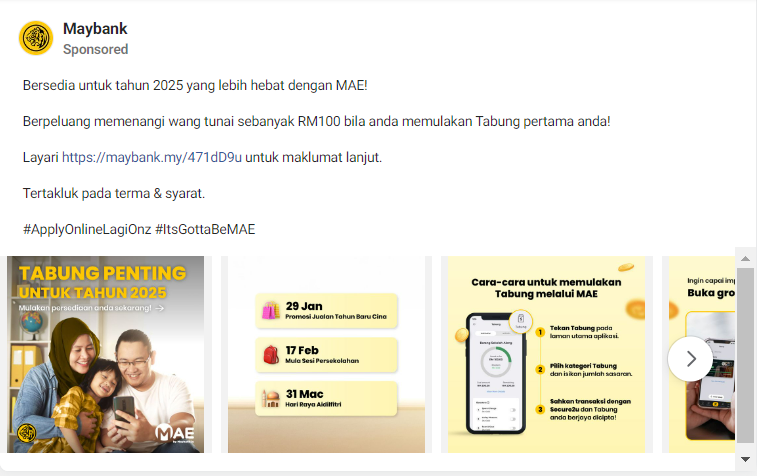 Maybank
Sponsored
Bersedia untuk tahun 2025 yang lebih hebat dengan MAE!
Berpeluang memenangi wang tunai sebanyak RM100 bila anda memulakan Tabung pertama anda!
Layari https://maybank.my/471dD9u untuk maklumat lanjut.
Tertakluk pada terma & syarat.
#ApplyOnlineLagiOnz #ItsGottaBeMAE
TABUNG PENTING
UNTUK TAHUN 2025
Mulakan persediaan anda sekarang! →
MAE
29 Jan
Promosi Jualan Tahun Baru Cina
17 Feb
Mula Sesi Persekolahan
31 Mac
Hari Raya Aidilfitri
Cara-cara untuk memulakan
Tabung melalui MAE
1 Tekan Tabung pada
laman utama aplikasi.
2 Pilih kategori Tabung
dan isikan jumlah sasaran.
3 Sahkan transaksi dengan
Secure2u dan Tabung
anda berjaya dicipta!
Ingin capai imp
Buka gro